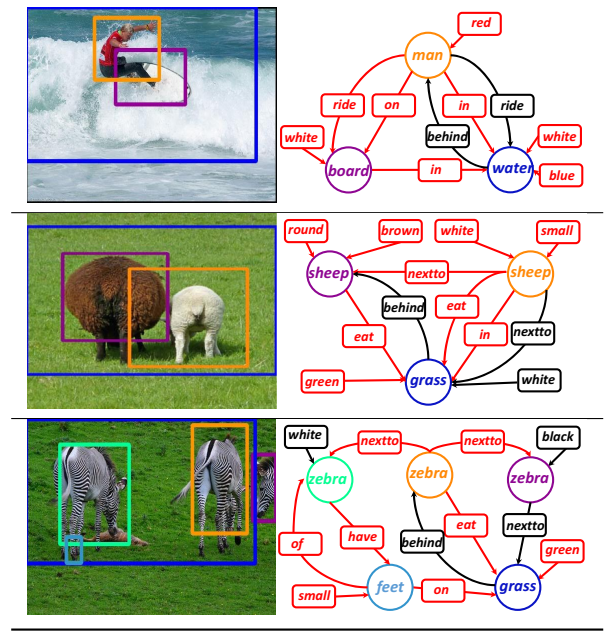 red
man
ride
on
in
ride
white
behind
white
board
in
water
blue
round
brown
white
small
sheep
nextto
sheep
behind
eat
eat
in
nextto
green
grass
white
white
nextto
nextto
black
zebra
zebra
zebra
of
have
behind
eat
nextto
green
small
feet
on
grass